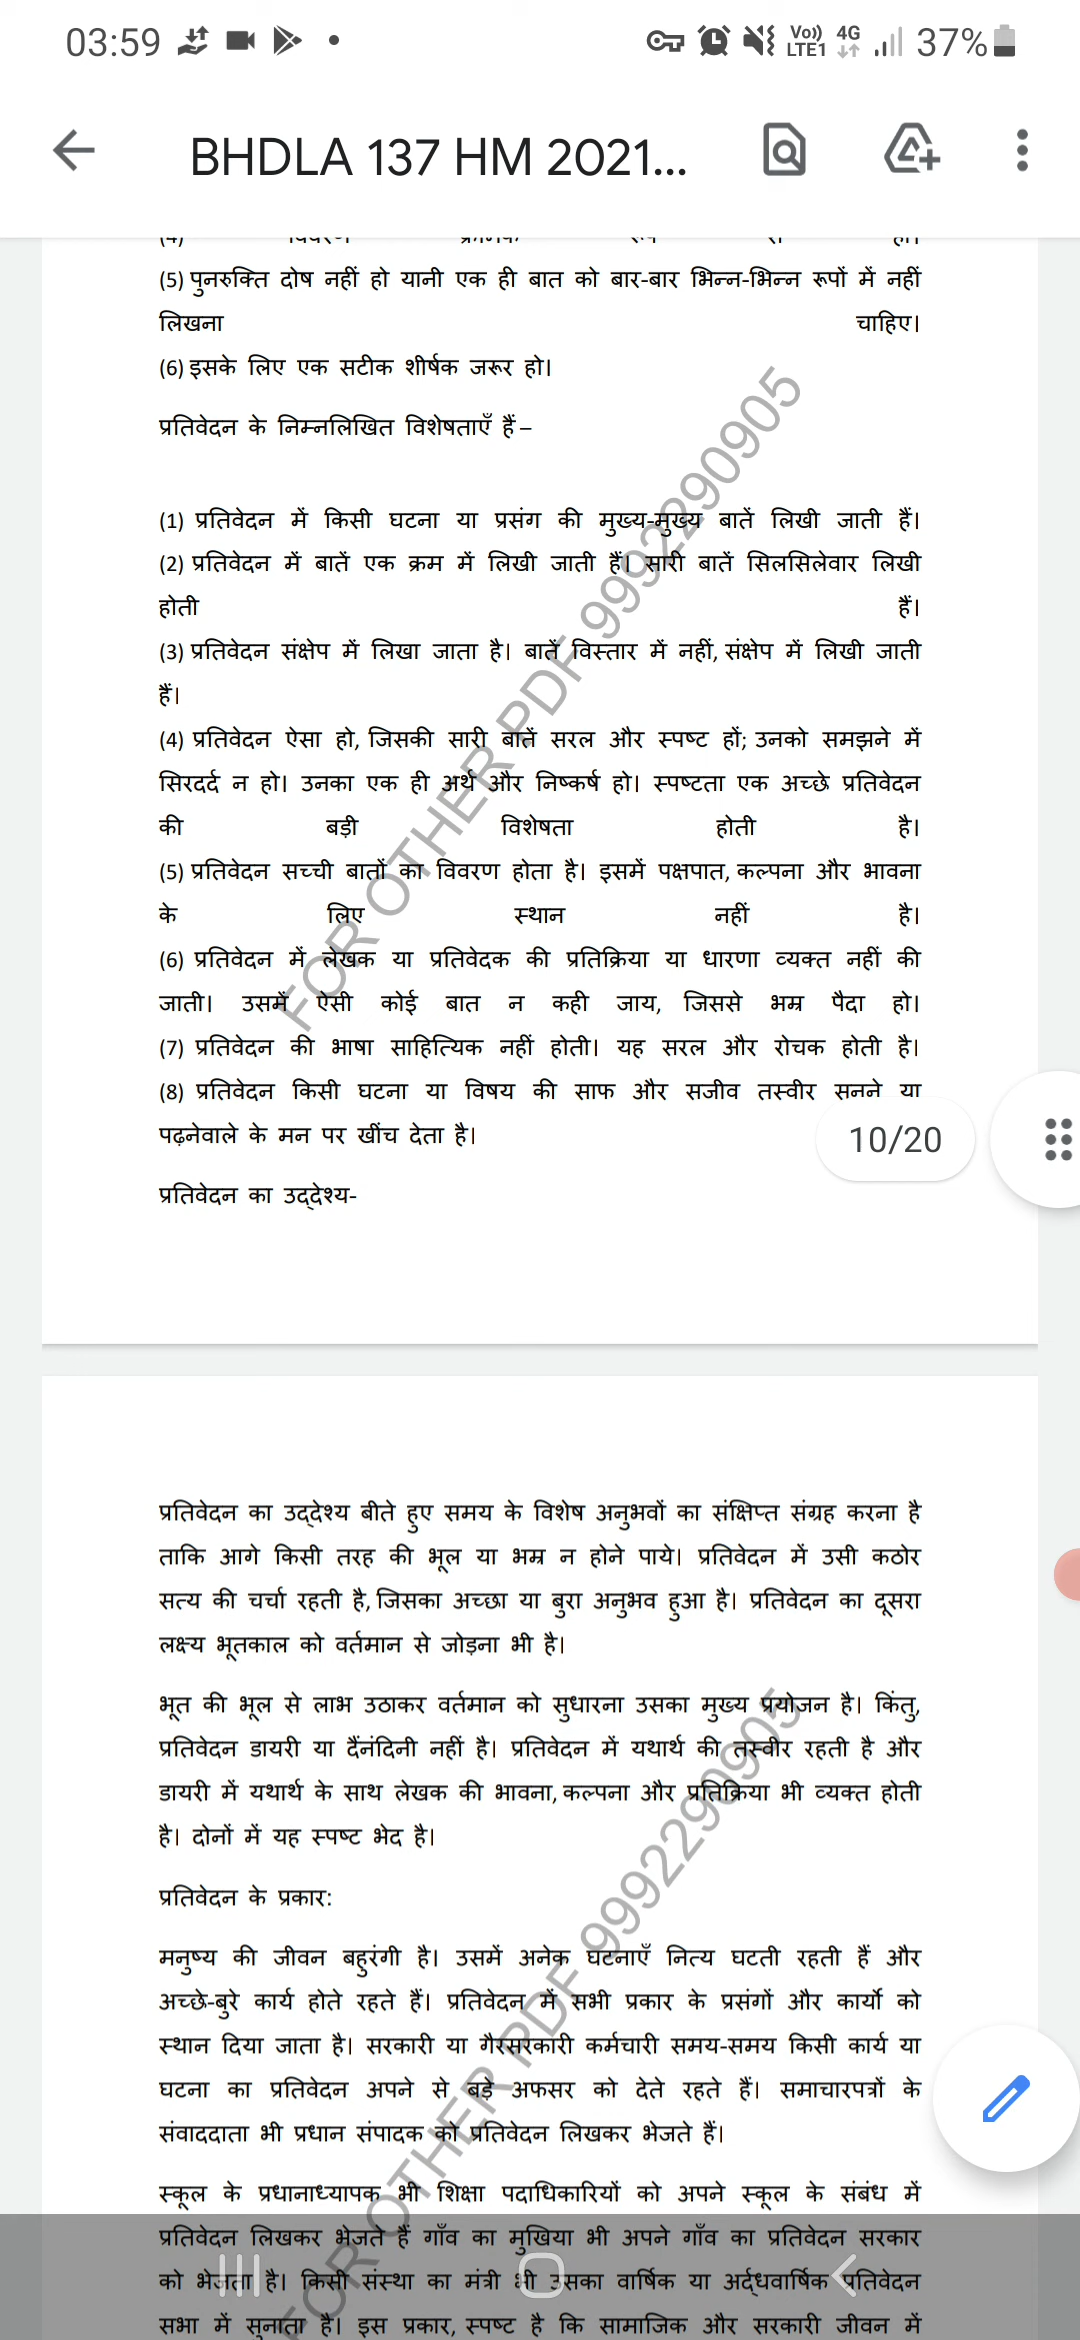 03:59
Vo)) LTE1 4G 37%
BHDLA 137 HM 2021...
(5) पुनरुक्ति दोष नहीं हो यानी एक ही बात को बार-बार भिन्न-भिन्न रूपों में नहीं
लिखना चाहिए।
(6) इसके लिए एक सटीक शीर्षक जरूर हो।
प्रतिवेदन के निम्नलिखित विशेषताएँ हैं –
(1) प्रतिवेदन में किसी घटना या प्रसंग की मुख्य-मुख्य बातें लिखी जाती हैं।
(2) प्रतिवेदन में बातें एक क्रम में लिखी जाती हैं। सारी बातें सिलसिलेवार लिखी
होती हैं।
(3) प्रतिवेदन संक्षेप में लिखा जाता है। बातें विस्तार में नहीं, संक्षेप में लिखी जाती
हैं।
(4) प्रतिवेदन ऐसा हो, जिसकी सारी बातें सरल और स्पष्ट हों; उनको समझने में
सिरदर्द न हो। उनका एक ही अर्थ और निष्कर्ष हो। स्पष्टता एक अच्छे प्रतिवेदन
की बड़ी विशेषता होती है।
(5) प्रतिवेदन सच्ची बातों का विवरण होता है। इसमें पक्षपात, कल्पना और भावना
के लिए स्थान नहीं है।
(6) प्रतिवेदन में लेखक या प्रतिवेदक की प्रतिक्रिया या धारणा व्यक्त नहीं की
जाती। उसमें ऐसी कोई बात न कही जाय, जिससे भम्र पैदा हो।
(7) प्रतिवेदन की भाषा साहित्यिक नहीं होती। यह सरल और रोचक होती है।
(8) प्रतिवेदन किसी घटना या विषय की साफ और सजीव तस्वीर सुनने या
पढ़नेवाले के मन पर खींच देता है।
10/20
प्रतिवेदन का उद्देश्य-
FOR OTHER PDF 9992290905
प्रतिवेदन का उद्देश्य बीते हुए समय के विशेष अनुभवों का संक्षिप्त संग्रह करना है
ताकि आगे किसी तरह की भूल या भम्र न होने पाये। प्रतिवेदन में उसी कठोर
सत्य की चर्चा रहती है, जिसका अच्छा या बुरा अनुभव हुआ है। प्रतिवेदन का दूसरा
लक्ष्य भूतकाल को वर्तमान से जोड़ना भी है।
भूत की भूल से लाभ उठाकर वर्तमान को सुधारना उसका मुख्य प्रयोजन है। किंतु,
प्रतिवेदन डायरी या दैंनंदिनी नहीं है। प्रतिवेदन में यथार्थ की तस्वीर रहती है और
डायरी में यथार्थ के साथ लेखक की भावना, कल्पना और प्रतिक्रिया भी व्यक्त होती
है। दोनों में यह स्पष्ट भेद है।
प्रतिवेदन के प्रकार:
मनुष्य की जीवन बहुरंगी है। उसमें अनेक घटनाएँ नित्य घटती रहती हैं और
अच्छे-बुरे कार्य होते रहते हैं। प्रतिवेदन में सभी प्रकार के प्रसंगों और कार्यो को
स्थान दिया जाता है। सरकारी या गैरसरकारी कर्मचारी समय-समय किसी कार्य या
घटना का प्रतिवेदन अपने से बड़े अफसर को देते रहते हैं। समाचारपत्रों के
संवाददाता भी प्रधान संपादक को प्रतिवेदन लिखकर भेजते हैं।
स्कूल के प्रधानाध्यापक भी शिक्षा पदाधिकारियों को अपने स्कूल के संबंध में
प्रतिवेदन लिखकर भेजते हैं गाँव का मुखिया भी अपने गाँव का प्रतिवेदन सरकार
को भेजता है। किसी संस्था का मंत्री भी उसका वार्षिक या अर्द्धवार्षिक प्रतिवेदन
सभा में सुनाता है। इस प्रकार, स्पष्ट है कि सामाजिक और सरकारी जीवन में
FOR OTHER PDF 9992290905